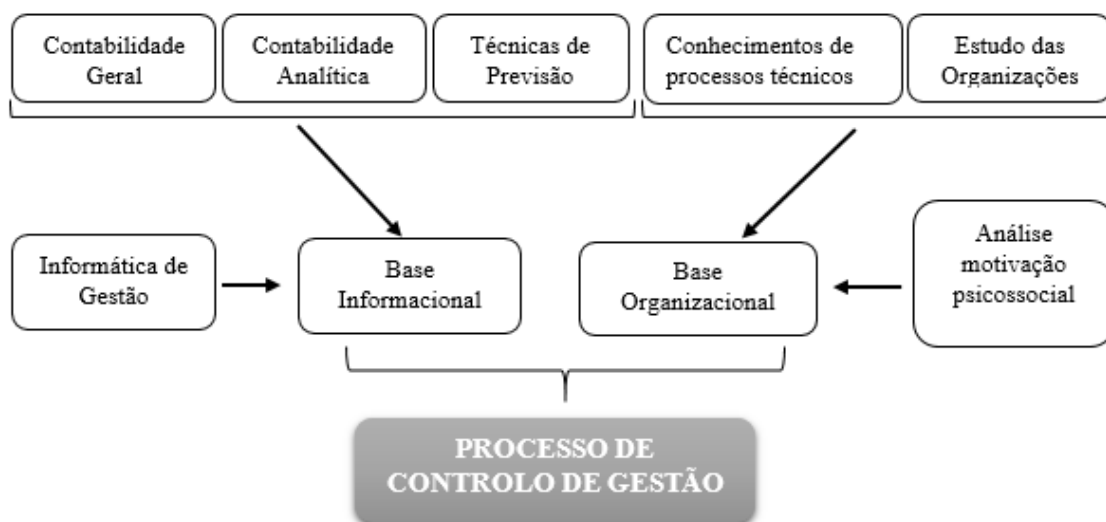 Contabilidade
Geral
Contabilidade
Analítica
Técnicas de
Previsão
Conhecimentos de
processos técnicos
Estudo das
Organizações
Informática de
Gestão
Base
Informacional
Base
Organizacional
Análise
motivação
psicossocial
PROCESSO DE
CONTROLO DE GESTÃO